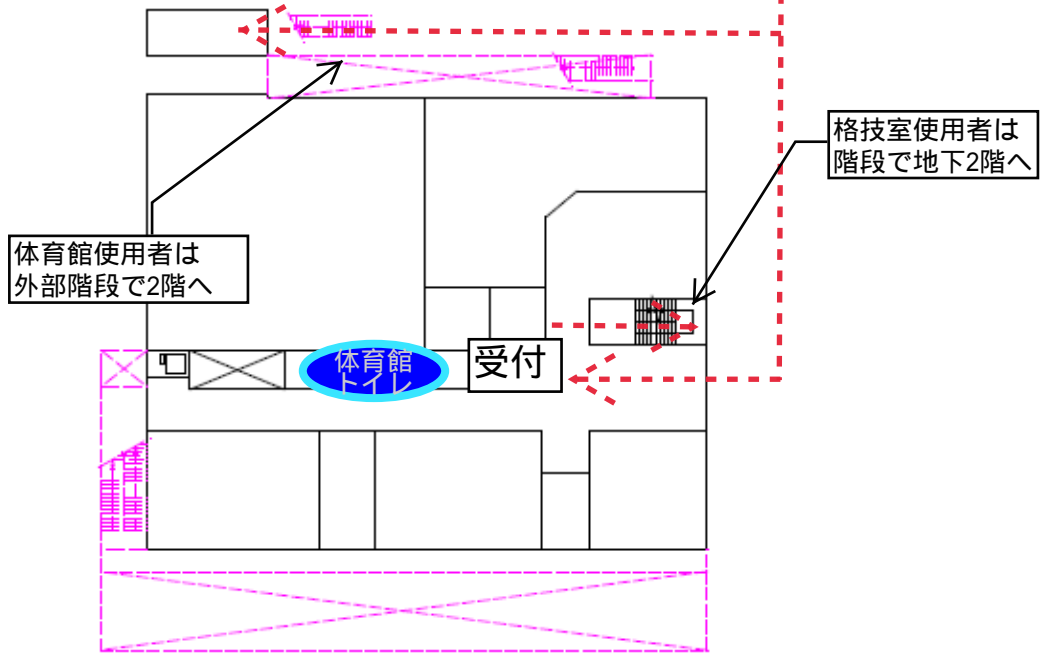 格技室使用者は
階段で地下2階へ
体育館使用者は
外部階段で2階へ
体育館
トイレ
受付